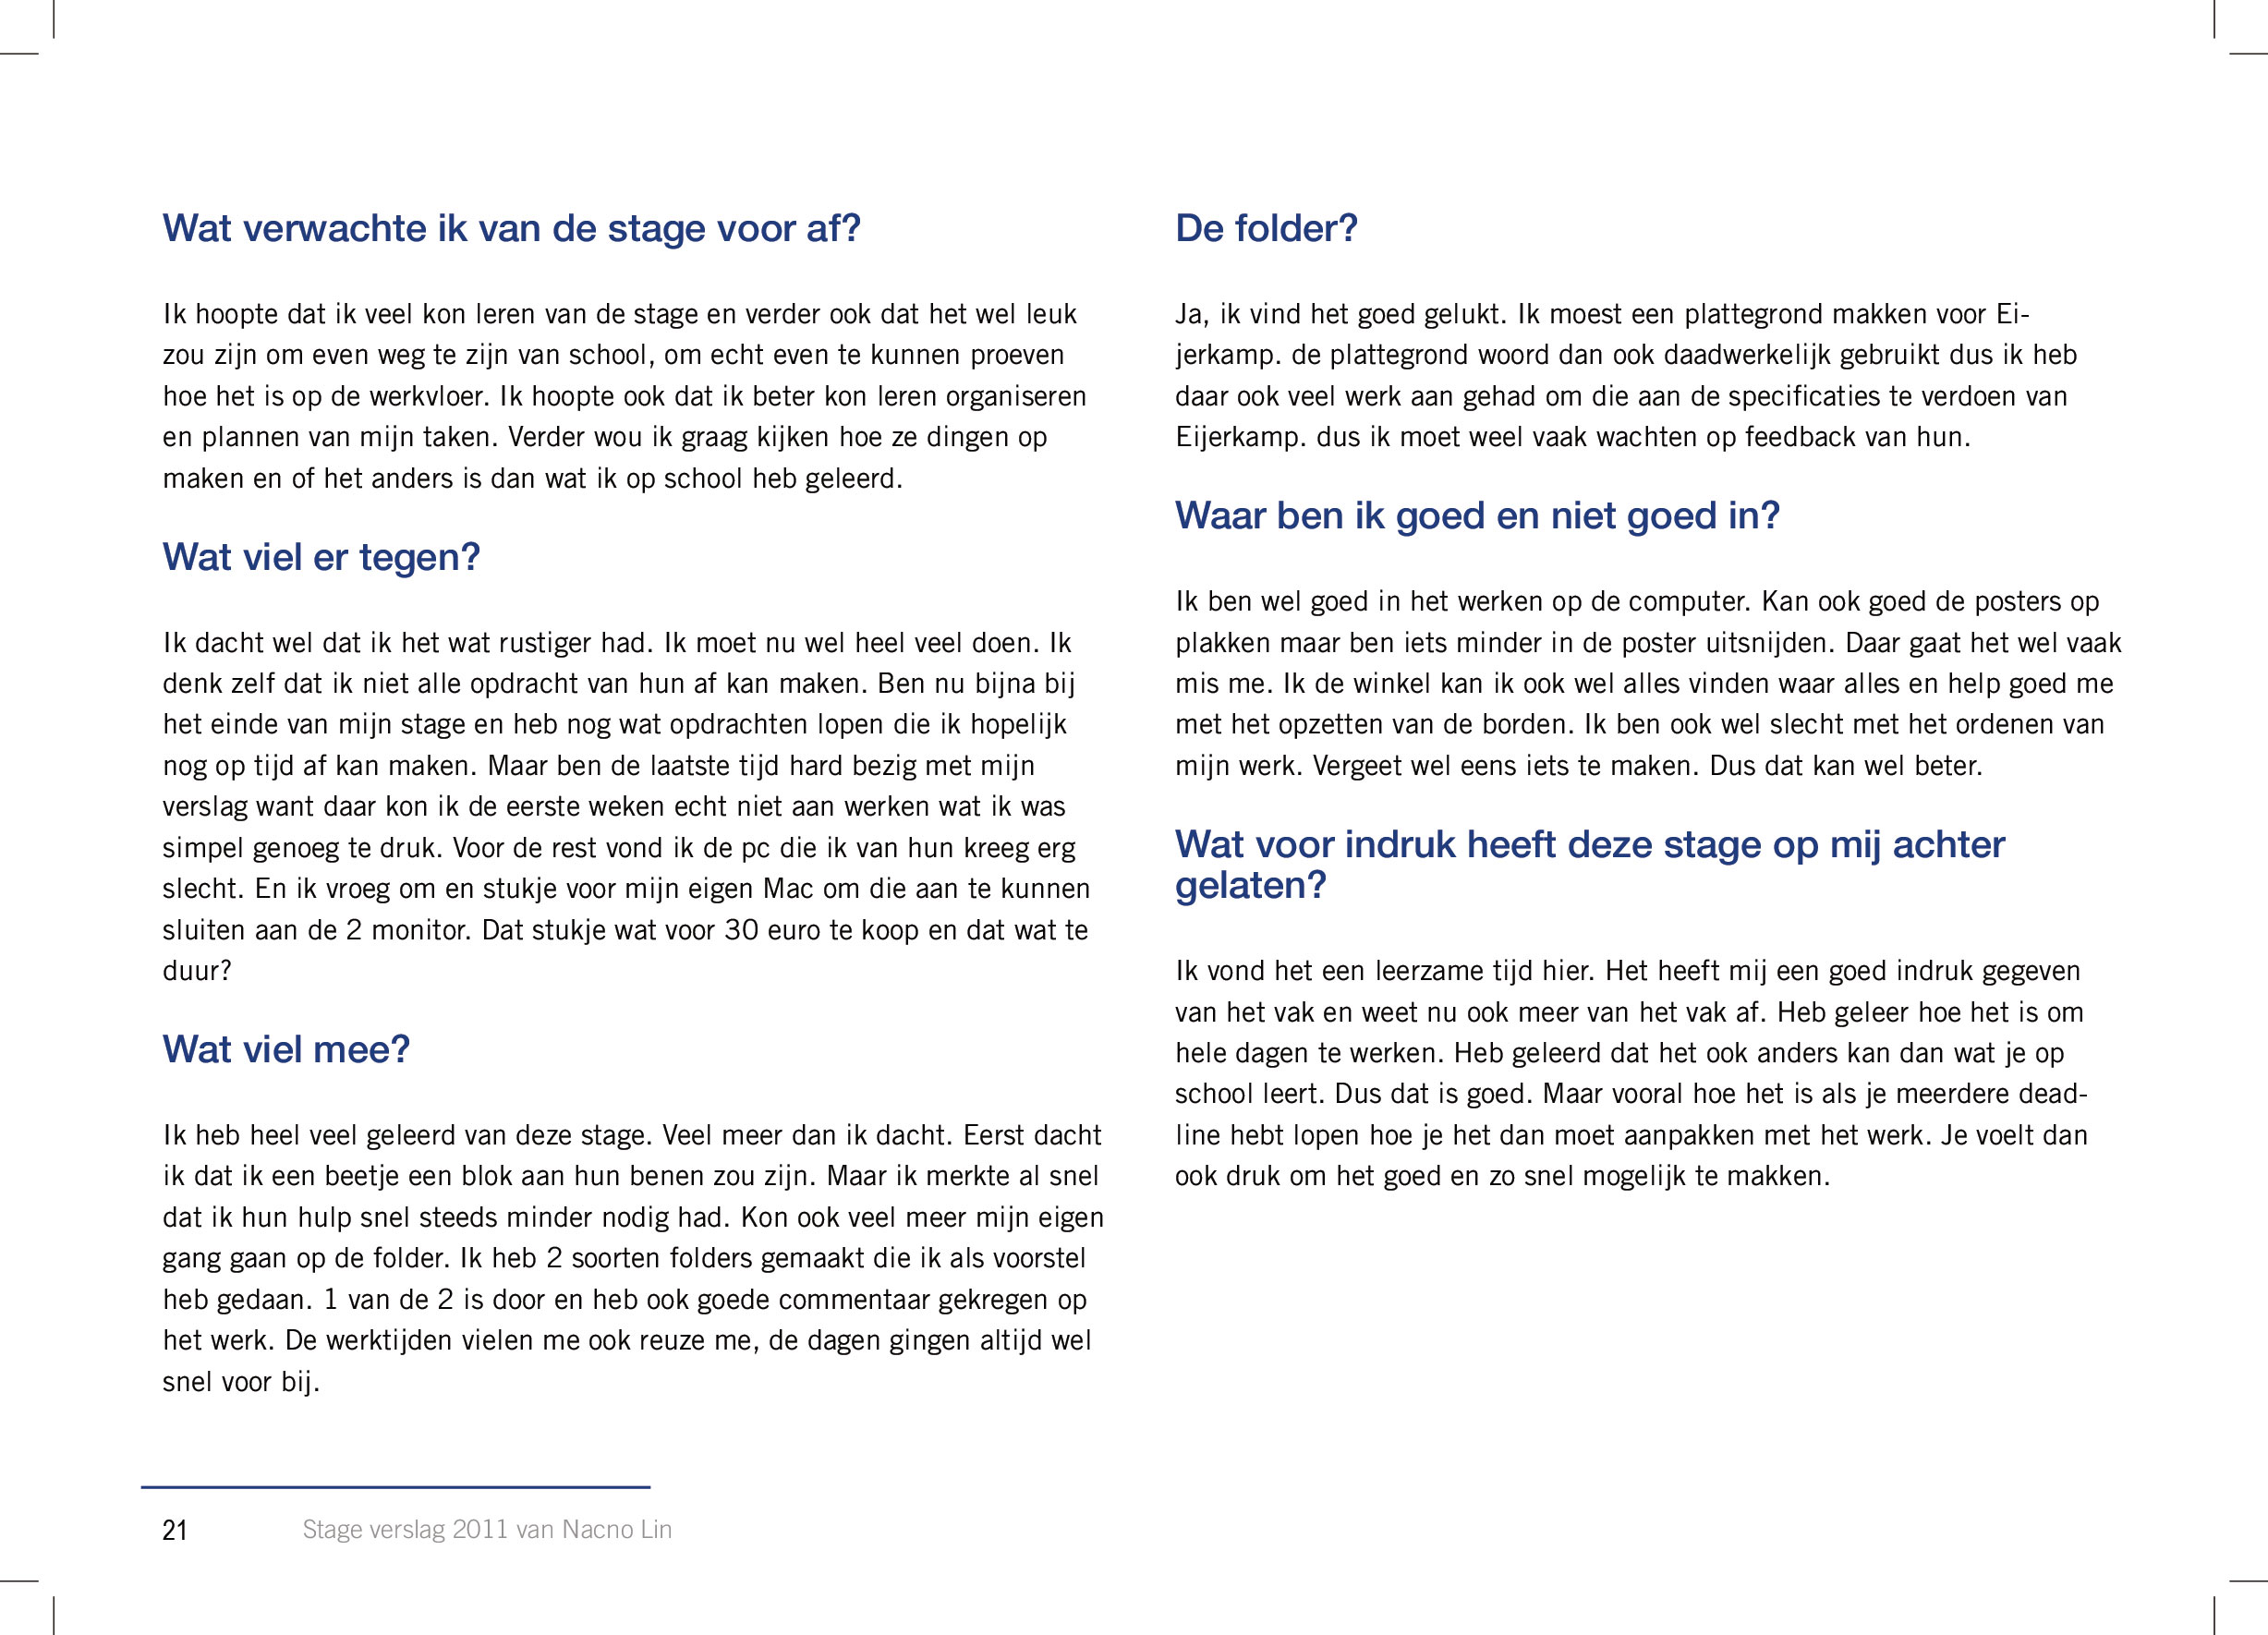 Wat verwachte ik van de stage voor af?
Ik hoopte dat ik veel kon leren van de stage en verder ook dat het wel leuk
zou zijn om even weg te zijn van school, om echt even te kunnen proeven
hoe het is op de werkvloer. Ik hoopte ook dat ik beter kon leren organiseren
en plannen van mijn taken. Verder wou ik graag kijken hoe ze dingen op
maken en of het anders is dan wat ik op school heb geleerd.
Wat viel er tegen?
Ik dacht wel dat ik het wat rustiger had. Ik moet nu wel heel veel doen. Ik
denk zelf dat ik niet alle opdracht van hun af kan maken. Ben nu bijna bij
het einde van mijn stage en heb nog wat opdrachten lopen die ik hopelijk
nog op tijd af kan maken. Maar ben de laatste tijd hard bezig met mijn
verslag want daar kon ik de eerste weken echt niet aan werken wat ik was
simpel genoeg te druk. Voor de rest vond ik de pc die ik van hun kreeg erg
slecht. En ik vroeg om en stukje voor mijn eigen Mac om die aan te kunnen
sluiten aan de 2 monitor. Dat stukje wat voor 30 euro te koop en dat wat te
duur?
Wat viel mee?
Ik heb heel veel geleerd van deze stage. Veel meer dan ik dacht. Eerst dacht
ik dat ik een beetje een blok aan hun benen zou zijn. Maar ik merkte al snel
dat ik hun hulp snel steeds minder nodig had. Kon ook veel meer mijn eigen
gang gaan op de folder. Ik heb 2 soorten folders gemaakt die ik als voorstel
heb gedaan. 1 van de 2 is door en heb ook goede commentaar gekregen op
het werk. De werktijden vielen me ook reuze me, de dagen gingen altijd wel
snel voor bij.
De folder?
Ja, ik vind het goed gelukt. Ik moest een plattegrond makken voor Ei-
jerkamp. de plattegrond woord dan ook daadwerkelijk gebruikt dus ik heb
daar ook veel werk aan gehad om die aan de specificaties te verdoen van
Eijerkamp. dus ik moet weel vaak wachten op feedback van hun.
Waar ben ik goed en niet goed in?
Ik ben wel goed in het werken op de computer. Kan ook goed de posters op
plakken maar ben iets minder in de poster uitsnijden. Daar gaat het wel vaak
mis me. Ik de winkel kan ik ook wel alles vinden waar alles en help goed me
met het opzetten van de borden. Ik ben ook wel slecht met het ordenen van
mijn werk. Vergeet wel eens iets te maken. Dus dat kan wel beter.
Wat voor indruk heeft deze stage op mij achter
gelaten?
Ik vond het een leerzame tijd hier. Het heeft mij een goed indruk gegeven
van het vak en weet nu ook meer van het vak af. Heb geleer hoe het is om
hele dagen te werken. Heb geleerd dat het ook anders kan dan wat je op
school leert. Dus dat is goed. Maar vooral hoe het is als je meerdere dead-
line hebt lopen hoe je het dan moet aanpakken met het werk. Je voelt dan
ook druk om het goed en zo snel mogelijk te makken.
21 Stage verslag 2011 van Nacno Lin